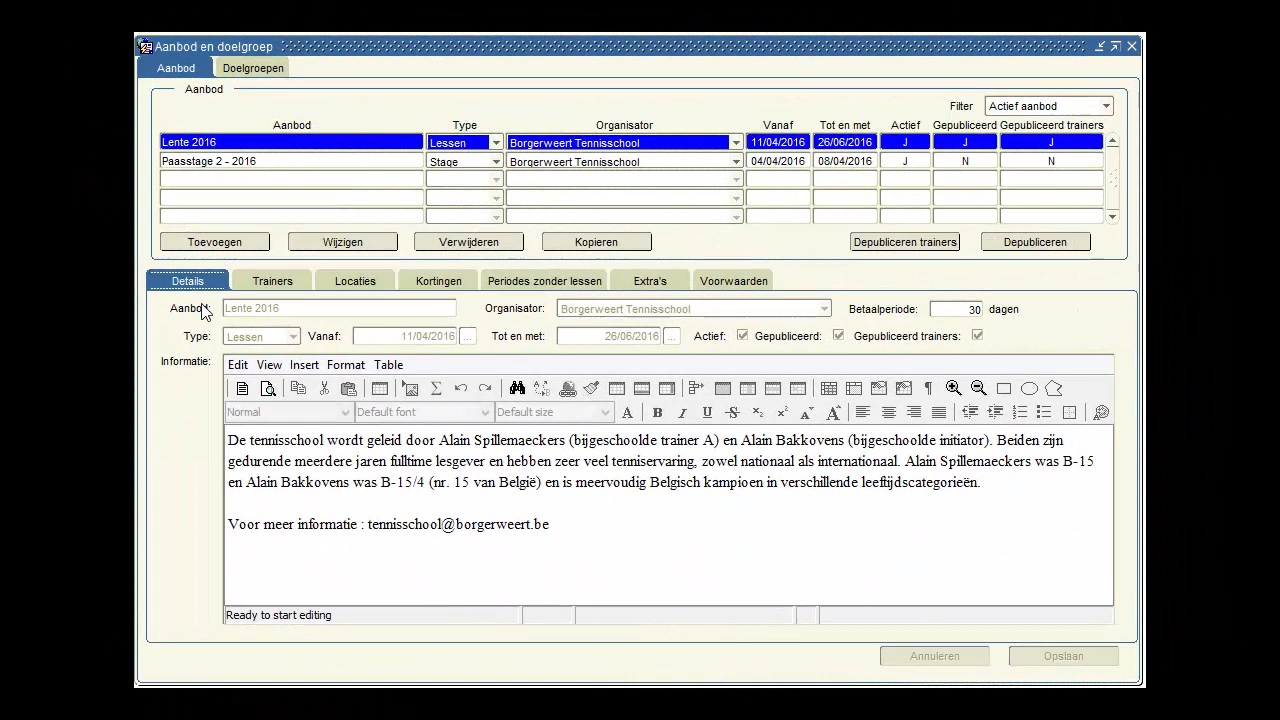 Aanbod en doelgroep
Aanbod Doelgroepen
Aanbod
Filter Actief aanbod
Aanbod Type Organisator Vanaf Tot en met Actief Gepubliceerd Gepubliceerd trainers
Lente 2016 Lessen Borgerweert Tennisschool 11/04/2016 26/06/2016 J J J
Paasstage 2 - 2016 Stage Borgerweert Tennisschool 04/04/2016 08/04/2016 J N N
Toevoegen Wijzigen Verwijderen Kopieren Depubliceren trainers Depubliceren
Details Trainers Locaties Kortingen Periodes zonder lessen Extra's Voorwaarden
Aanbod: Lente 2016 Organisator: Borgerweert Tennisschool Betaalperiode: 30 dagen
Type: Lessen Vanaf: 11/04/2016 ... Tot en met: 26/06/2016 ... Actief: Gepubliceerd: Gepubliceerd trainers:
Informatie: Edit View Insert Format Table
Normal Default font Default size
De tennisschool wordt geleid door Alain Spillemaeckers (bijgeschoolde trainer A) en Alain Bakkovens (bijgeschoolde initiator). Beiden zijn
gedurende meerdere jaren fulltime lesgever en hebben zeer veel tenniservaring, zowel nationaal als internationaal. Alain Spillemaeckers was B-15
en Alain Bakkovens was B-15/4 (nr. 15 van België) en is meervoudig Belgisch kampioen in verschillende leeftijdscategorieën.
Voor meer informatie : tennisschool@borgerweert.be
Ready to start editing
Annuleren Opslaan